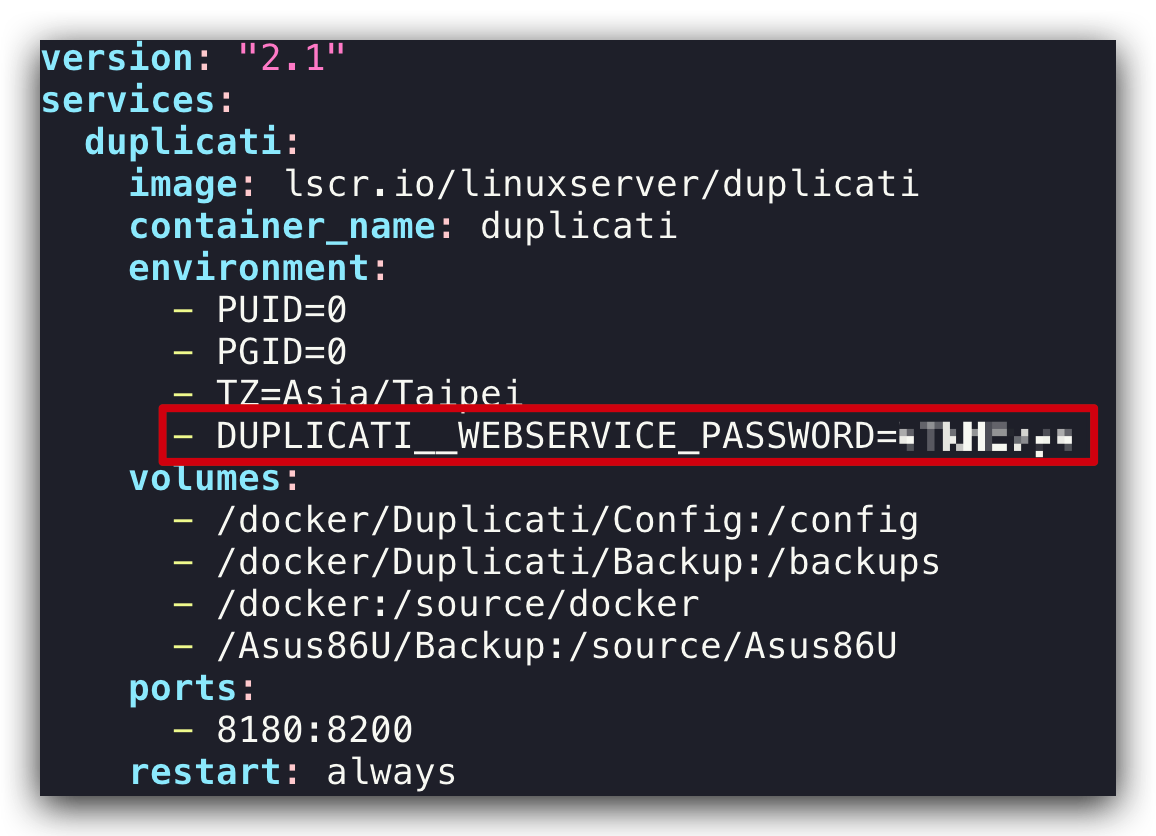 version: "2.1"
services:
  duplicati:
    image: lscr.io/linuxserver/duplicati
    container_name: duplicati
    environment:
      - PUID=0
      - PGID=0
      - TZ=Asia/Taipei
      - DUPLICATI__WEBSERVICE_PASSWORD=
    volumes:
      - /docker/Duplicati/Config:/config
      - /docker/Duplicati/Backup:/backups
      - /docker:/source/docker
      - /Asus86U/Backup:/source/Asus86U
    ports:
      - 8180:8200
    restart: always